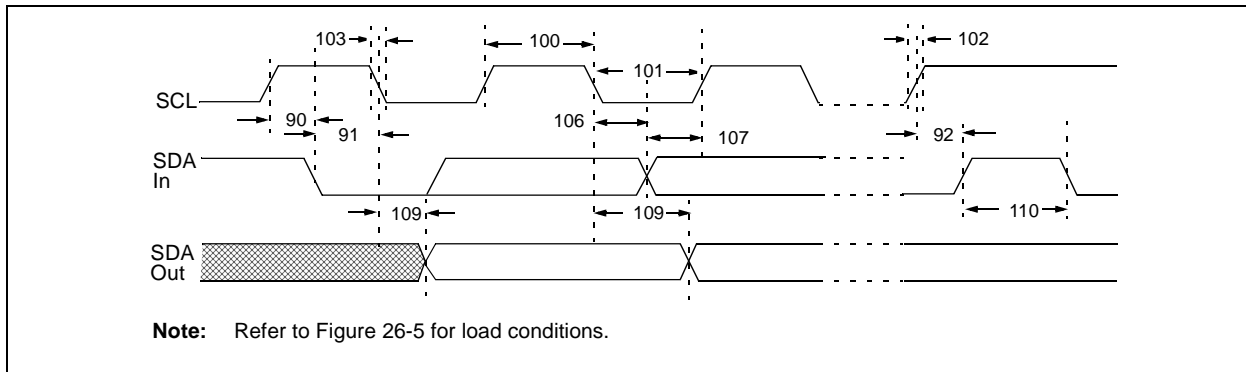 103
100
102
101
SCL
90
91
106
107
92
SDA
In
109
109
110
SDA
Out
Note: Refer to Figure 26-5 for load conditions.